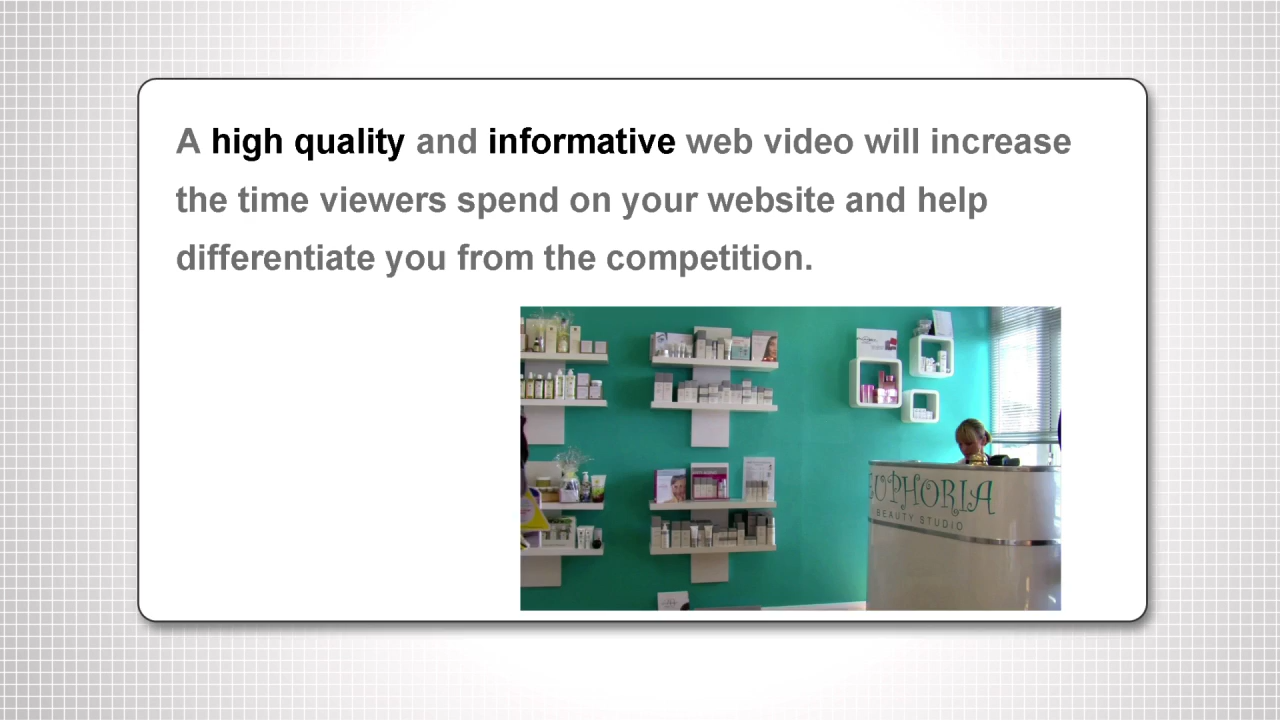 A high quality and informative web video will increase
the time viewers spend on your website and help
differentiate you from the competition.
EUPHORIA
BEAUTY STUDIO